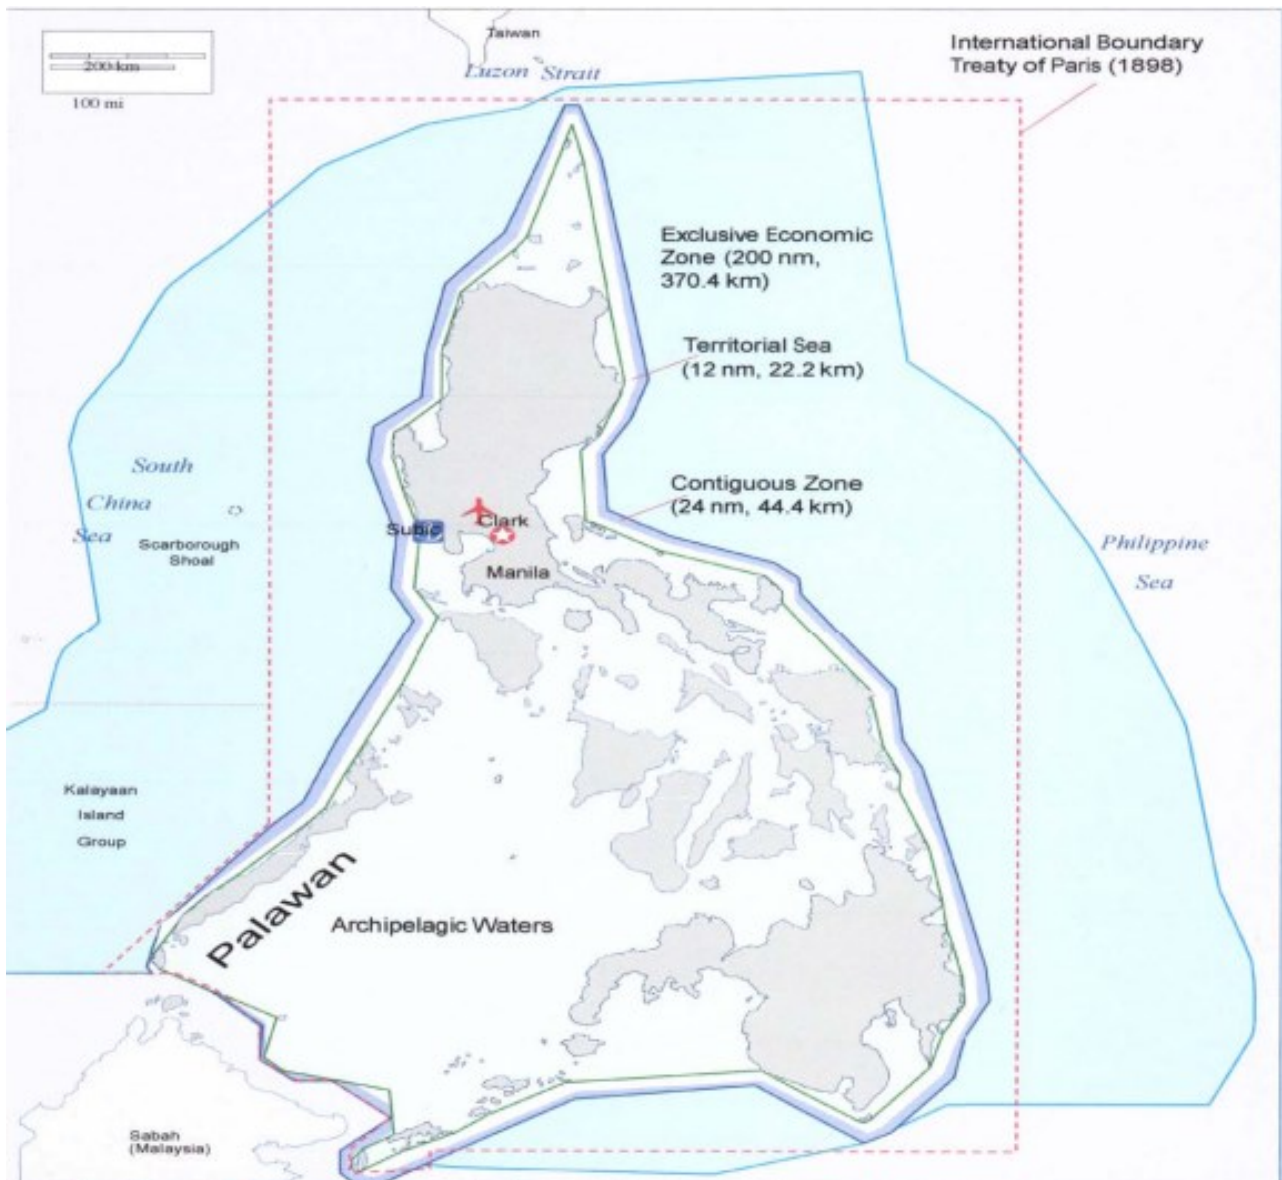 Taiwan
International Boundary
Treaty of Paris (1898)
200 km
100 mi
Luzon Strait
Exclusive Economic
Zone (200 nm,
370.4 km)
Territorial Sea
(12 nm, 22.2 km)
South
China
Sea
Scarborough
Shoal
Contiguous Zone
(24 nm, 44.4 km)
Subic
Clark
Manila
Philippine
Sea
Kalayaan
Island
Group
Palawan
Archipelagic Waters
Sabah
(Malaysia)